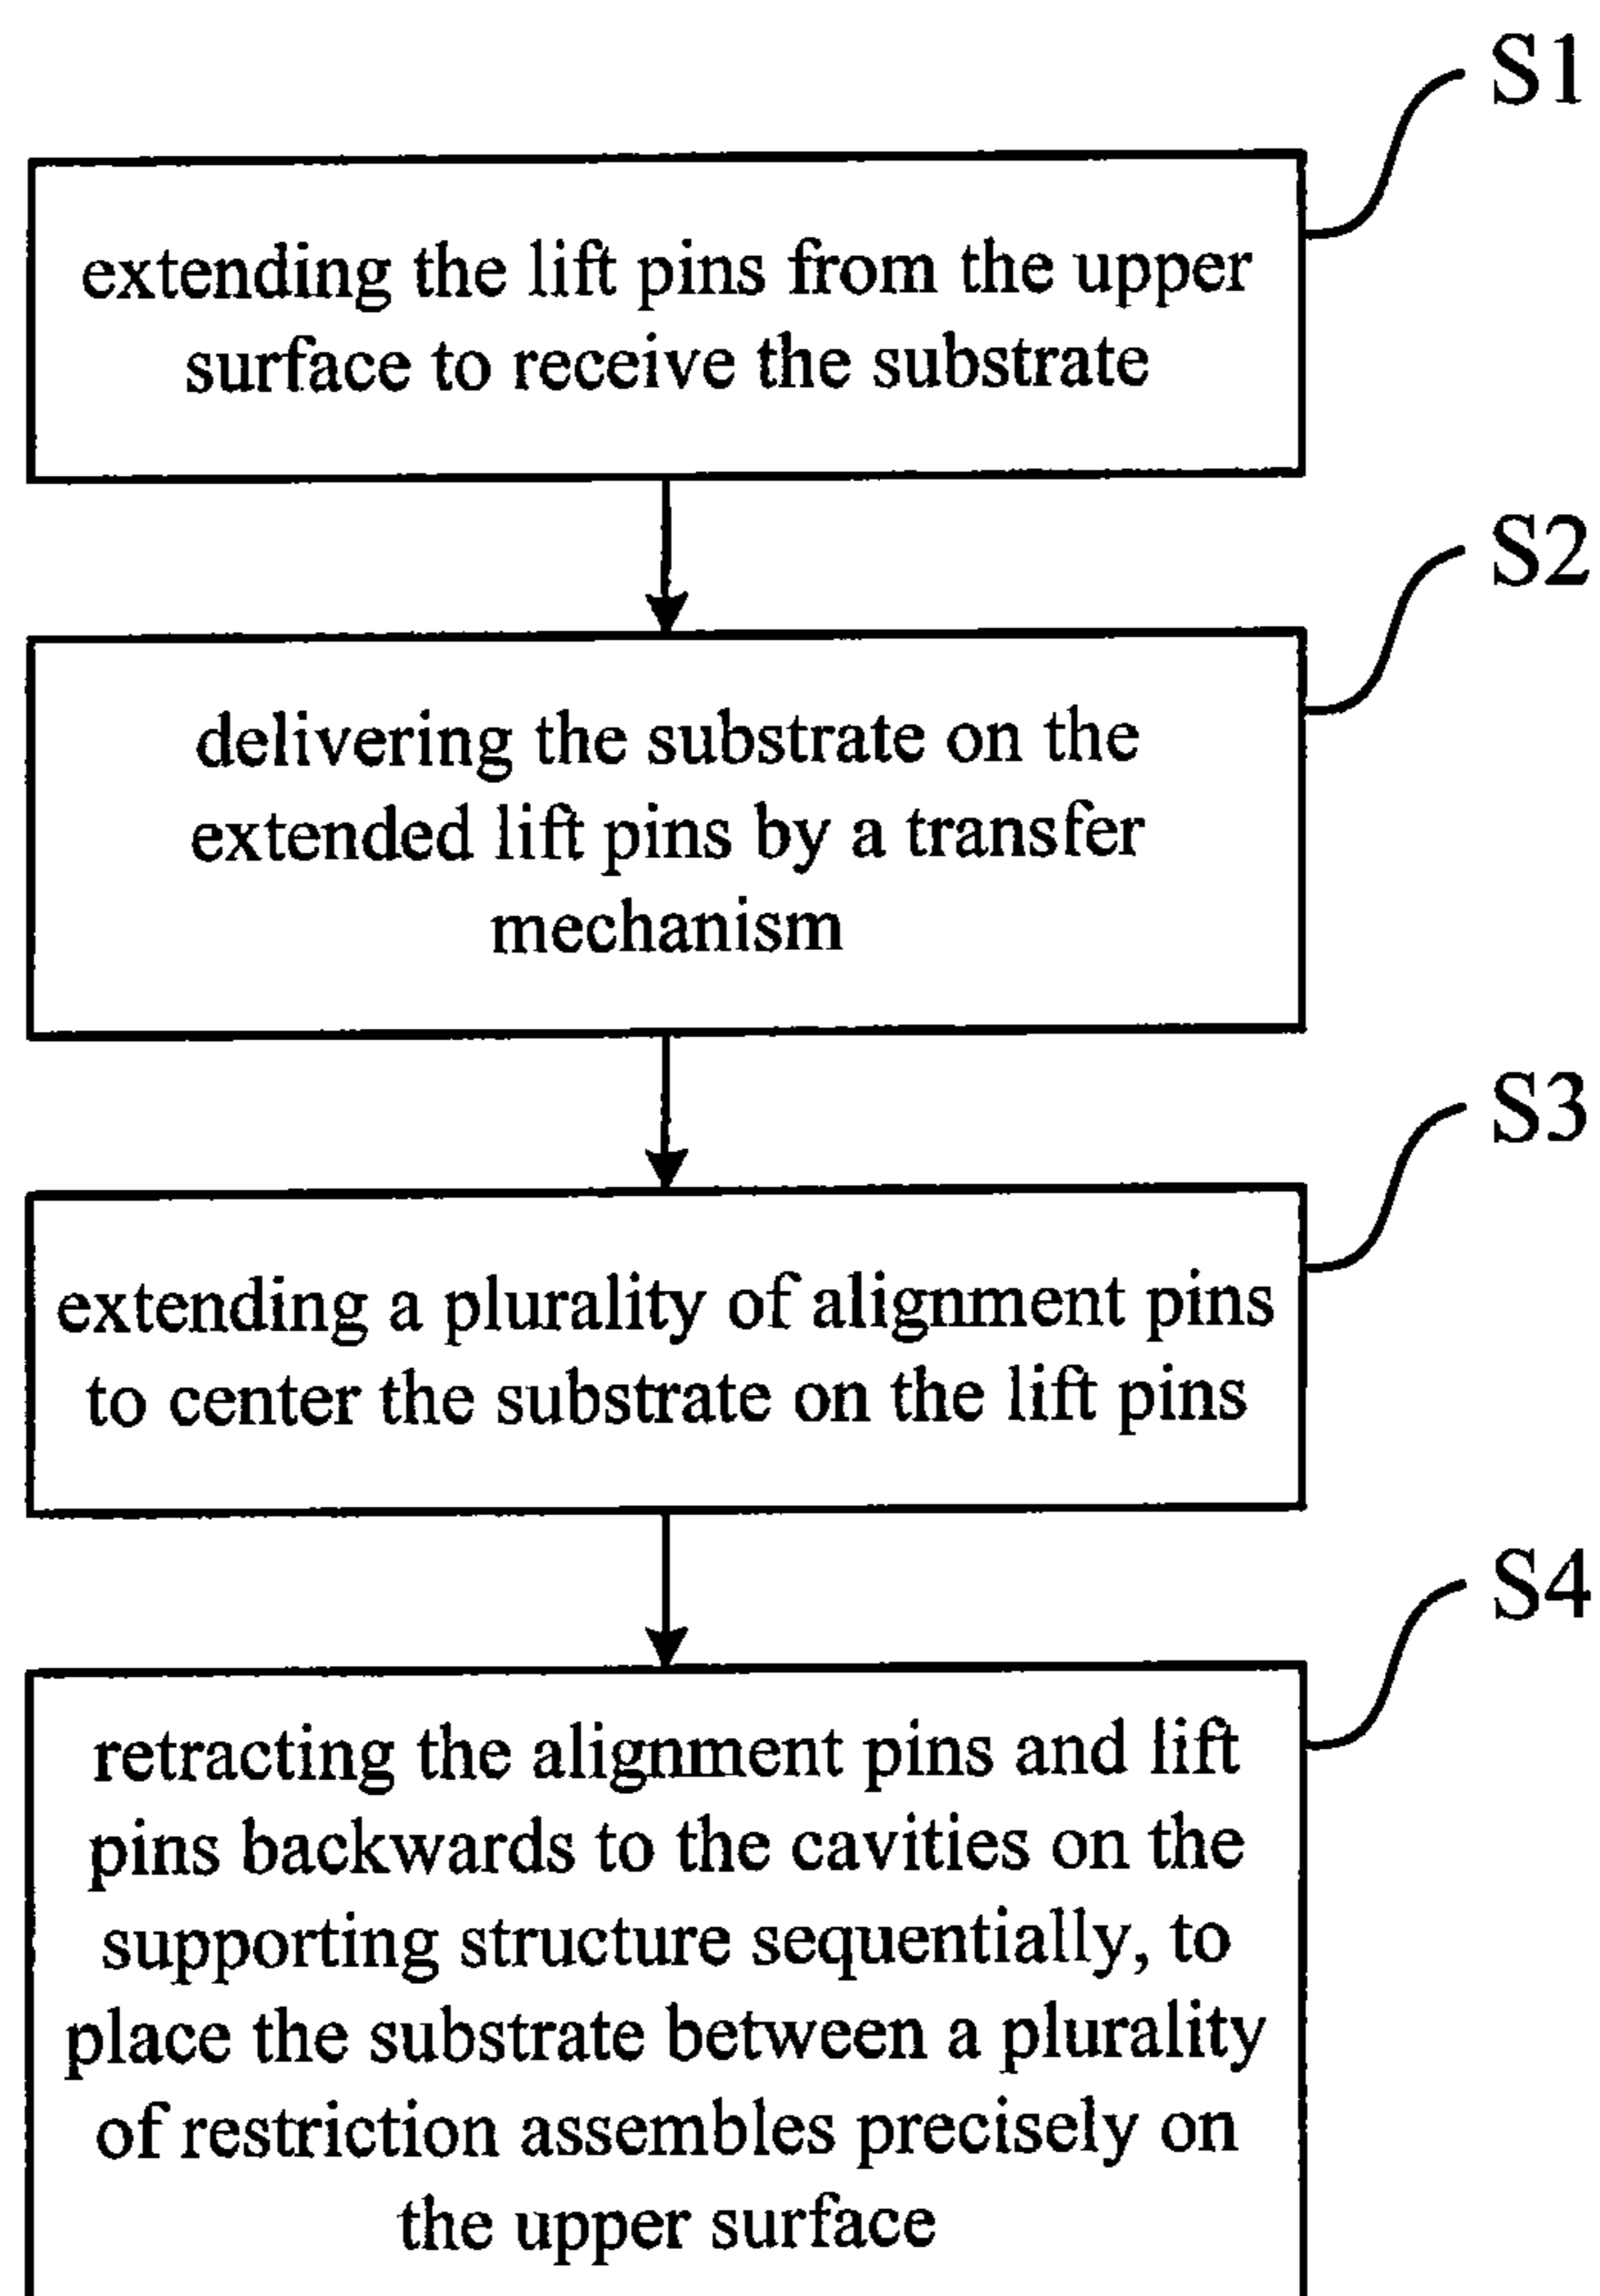 S1
extending the lift pins from the upper
surface to receive the substrate
S2
delivering the substrate on the
extended lift pins by a transfer
mechanism
S3
extending a plurality of alignment pins
to center the substrate on the lift pins
S4
retracting the alignment pins and lift
pins backwards to the cavities on the
supporting structure sequentially, to
place the substrate between a plurality
of restriction assembles precisely on
the upper surface